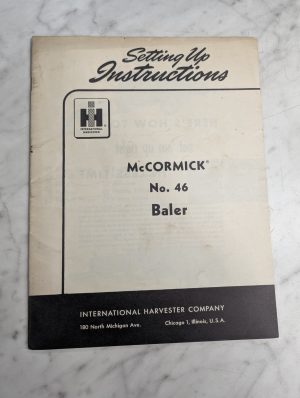 Setting Up
Instructions
INTERNATIONAL
HARVESTER
McCORMICK®
No. 46
Baler
INTERNATIONAL HARVESTER COMPANY
180 North Michigan Ave. Chicago 1, Illinois, U.S.A.